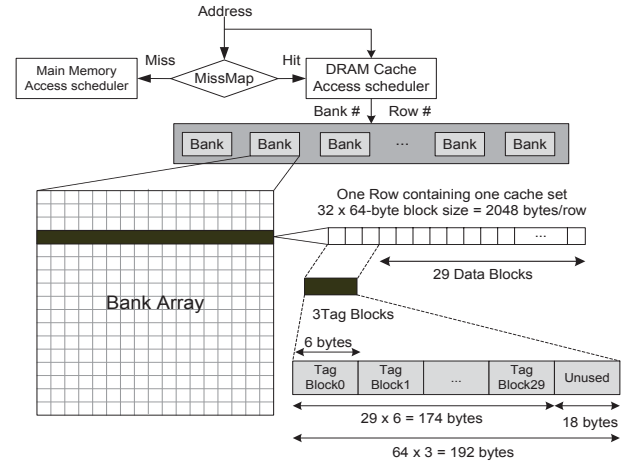 Address
Miss
Hit
Main Memory
Access scheduler
MissMap
DRAM Cache
Access scheduler
Bank #
Row #
Bank
Bank
Bank
...
Bank
Bank
One Row containing one cache set
32 x 64-byte block size = 2048 bytes/row
...
29 Data Blocks
Bank Array
3Tag Blocks
6 bytes
Tag
Block0
Tag
Block1
...
Tag
Block29
Unused
29 x 6 = 174 bytes
18 bytes
64 x 3 = 192 bytes